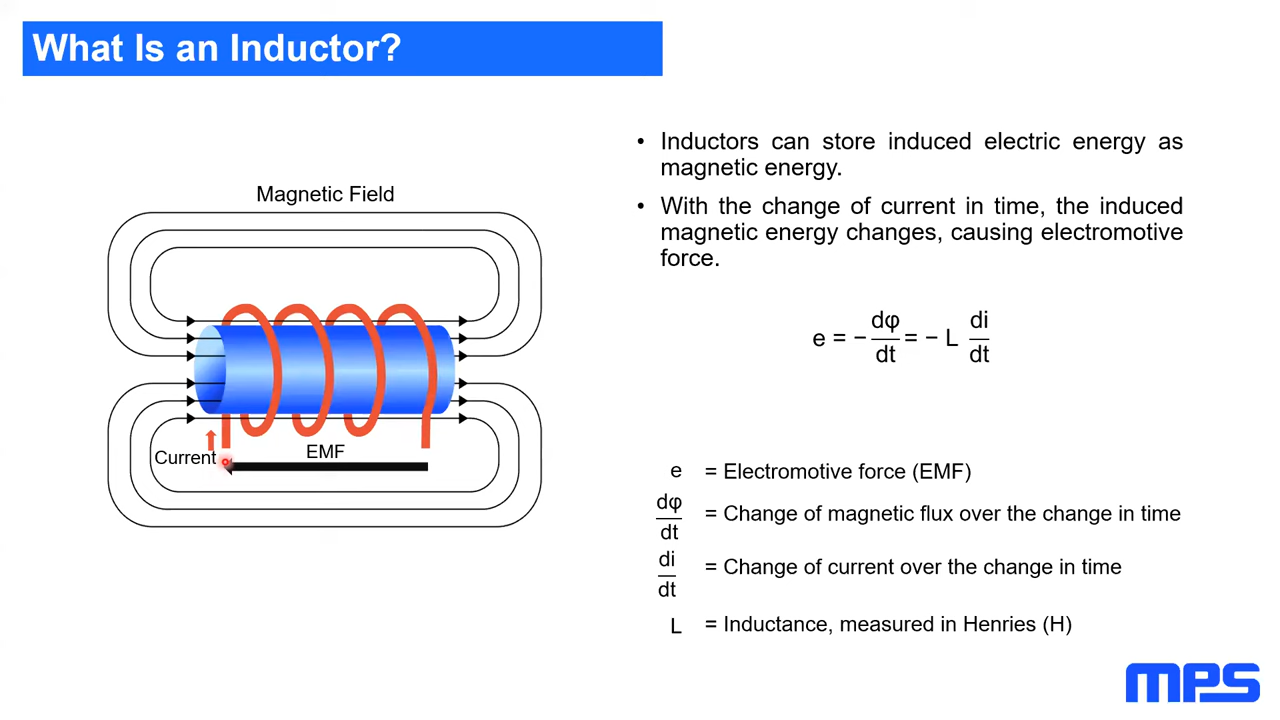 What Is an Inductor?
• Inductors can store induced electric energy as
magnetic energy.
• With the change of current in time, the induced
magnetic energy changes, causing electromotive
force.
Magnetic Field
Current
EMF
e = − dφ/dt = − L di/dt
e = Electromotive force (EMF)
dφ/dt = Change of magnetic flux over the change in time
di/dt = Change of current over the change in time
L = Inductance, measured in Henries (H)
mps